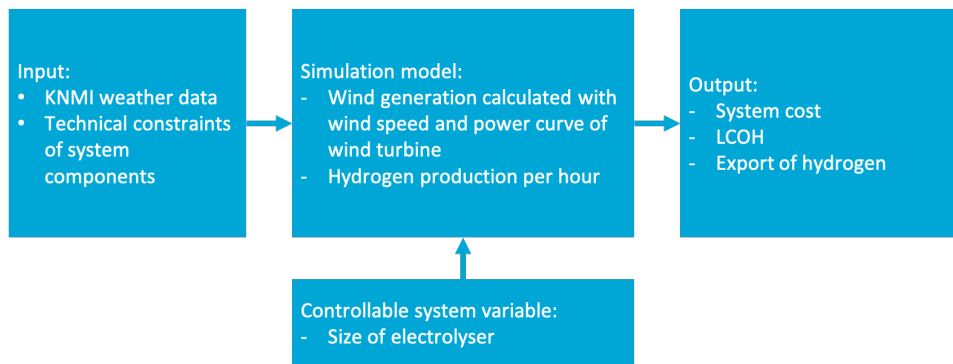 Input:
• KNMI weather data
• Technical constraints
of system
components
Simulation model:
- Wind generation calculated with
wind speed and power curve of
wind turbine
- Hydrogen production per hour
Output:
- System cost
- LCOH
- Export of hydrogen
Controllable system variable:
- Size of electrolyser